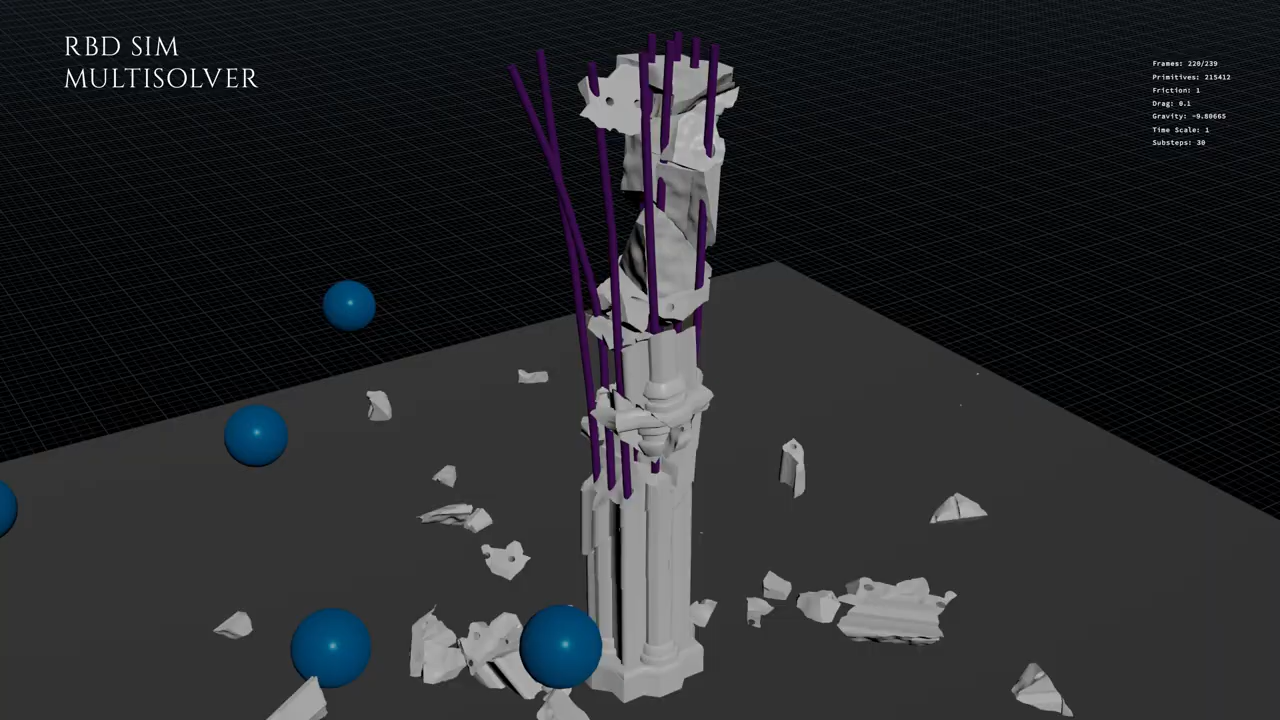 RBD SIM
MULTISOLVER
Frames: 220/239
Primitives: 215412
Friction: 1
Drag: 0.1
Gravity: -9.80665
Time Scale: 1
Substeps: 30